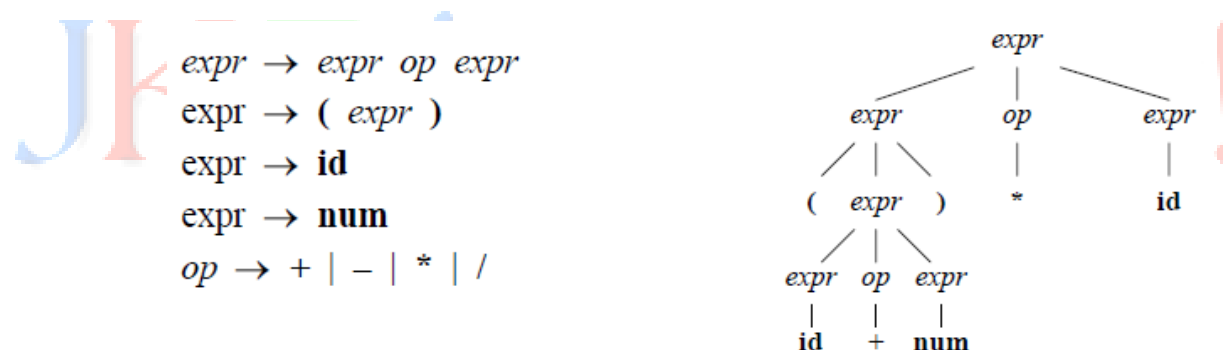 expr → expr op expr
expr → ( expr )
expr → id
expr → num
op → + | – | * | /
expr
expr op expr
( expr ) * id
expr op expr
id + num